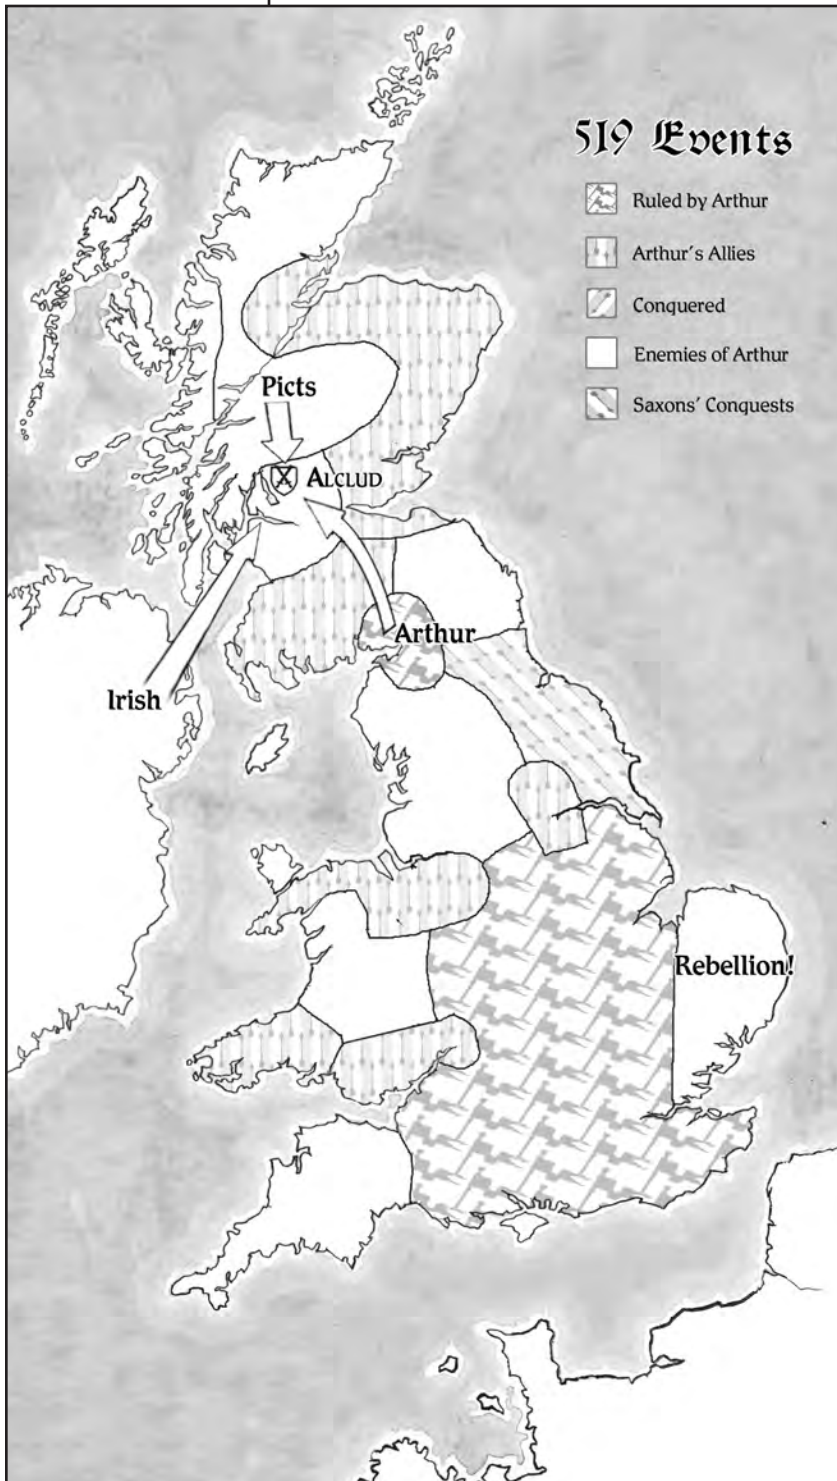 519 Events
Ruled by Arthur
Arthur's Allies
Conquered
Enemies of Arthur
Saxons' Conquests
Picts
ALCLUD
Arthur
Irish
Rebellion!